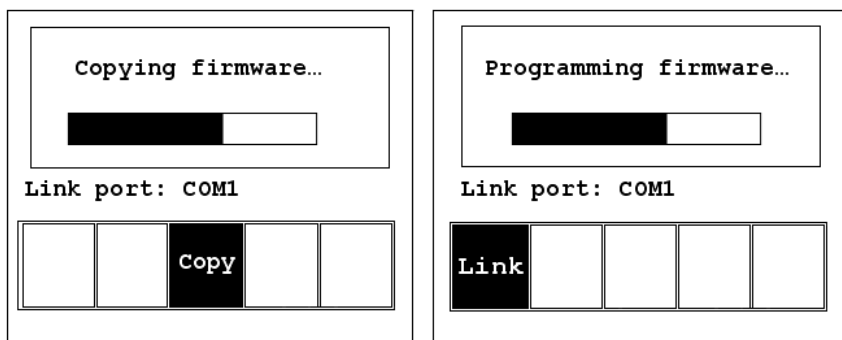 Copying firmware…
Link port: COM1
Copy
Programming firmware…
Link port: COM1
Link